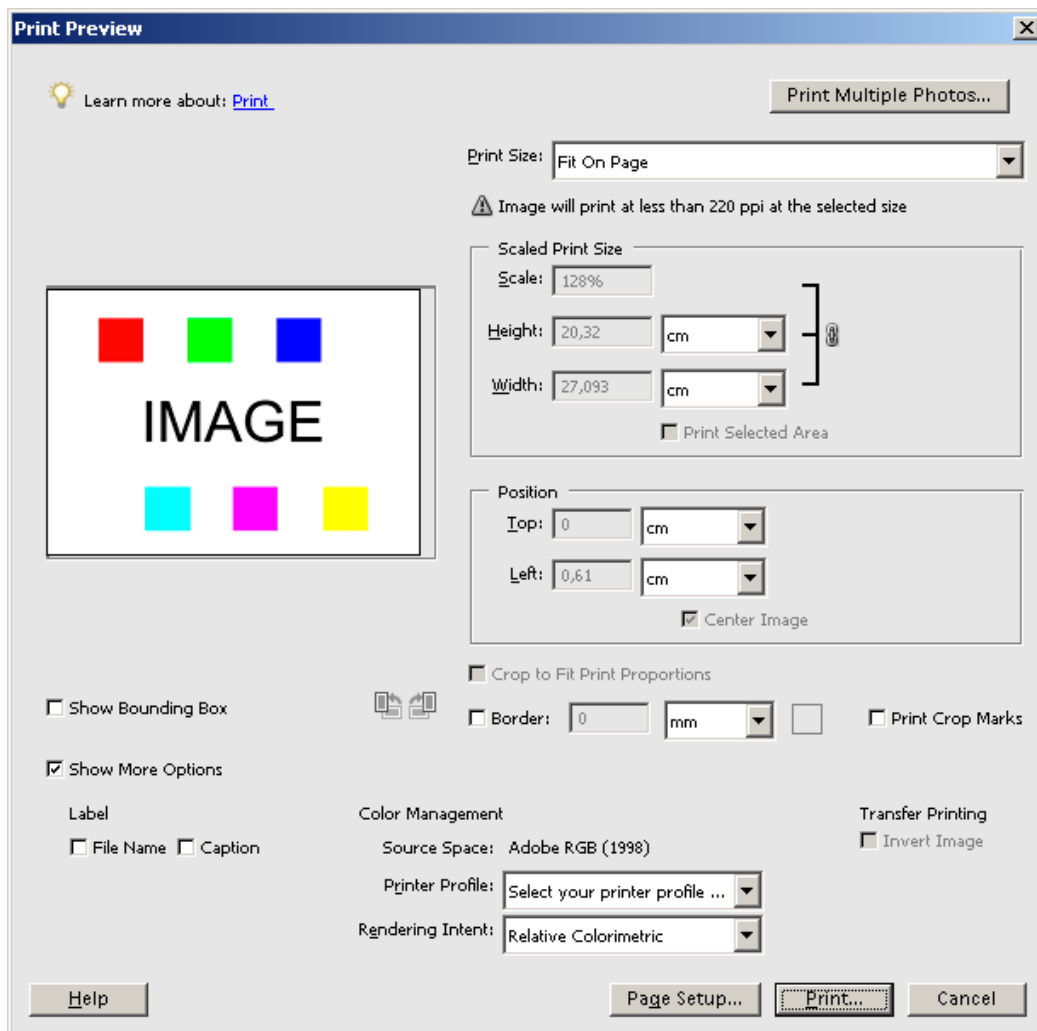 Print Preview
Learn more about: Print
Print Multiple Photos...
Print Size: Fit On Page
Image will print at less than 220 ppi at the selected size
Scaled Print Size
Scale: 128%
Height: 20,32 cm
Width: 27,093 cm
Print Selected Area
IMAGE
Position
Top: 0 cm
Left: 0,61 cm
Center Image
Crop to Fit Print Proportions
Show Bounding Box
Border: 0 mm
Print Crop Marks
Show More Options
Label
File Name Caption
Color Management
Source Space: Adobe RGB (1998)
Printer Profile: Select your printer profile ...
Rendering Intent: Relative Colorimetric
Transfer Printing
Invert Image
Help
Page Setup...
Print...
Cancel